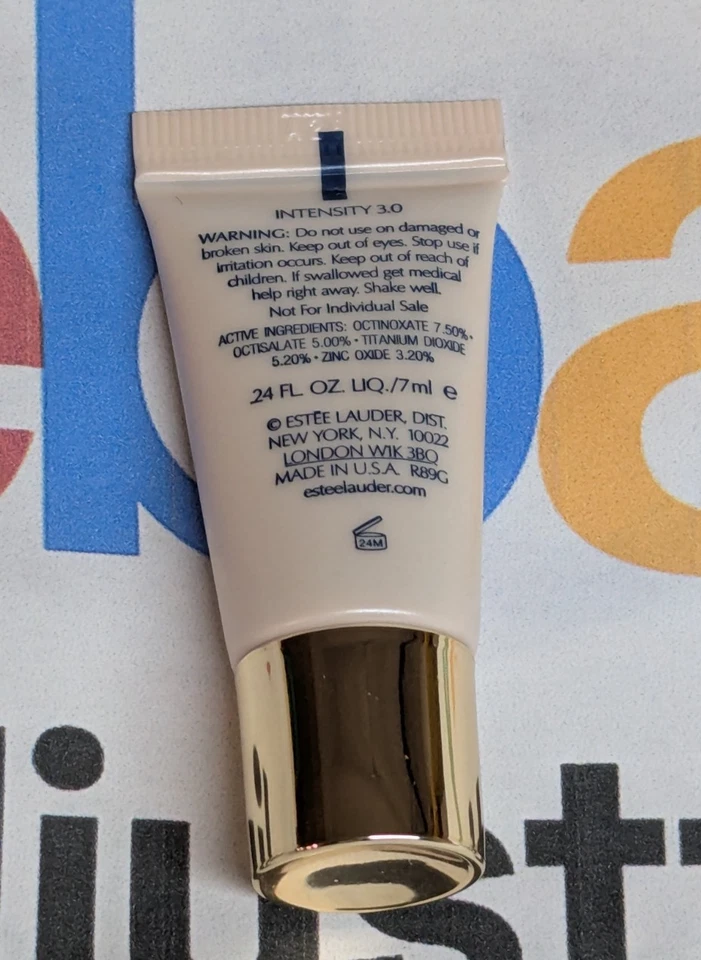 INTENSITY 3.0
WARNING: Do not use on damaged or
broken skin. Keep out of eyes. Stop use if
irritation occurs. Keep out of reach of
children. If swallowed get medical
help right away. Shake well.
Not For Individual Sale
ACTIVE INGREDIENTS: OCTINOXATE 7.50% •
OCTISALATE 5.00% • TITANIUM DIOXIDE
5.20% • ZINC OXIDE 3.20%
.24 FL. OZ. LIQ./7ml ℮
© ESTĒE LAUDER, DIST.
NEW YORK, N.Y. 10022
LONDON W1K 3BQ
MADE IN U.S.A. R89G
esteelauder.com
24M